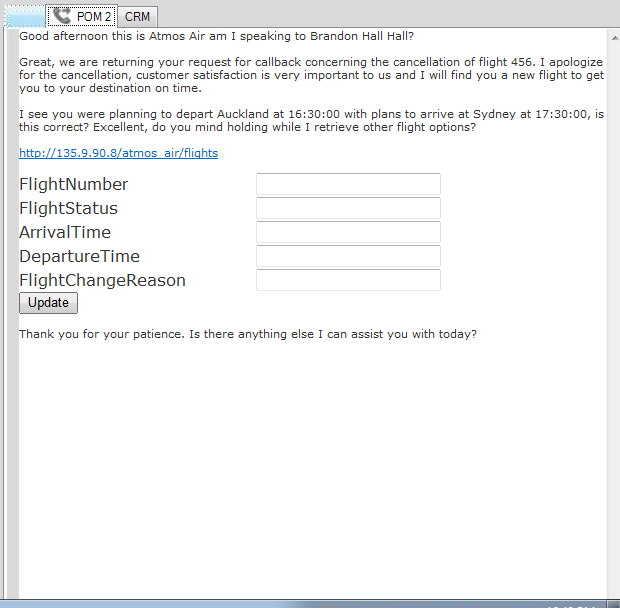 POM 2 CRM
Good afternoon this is Atmos Air am I speaking to Brandon Hall Hall?
Great, we are returning your request for callback concerning the cancellation of flight 456. I apologize
for the cancellation, customer satisfaction is very important to us and I will find you a new flight to get
you to your destination on time.
I see you were planning to depart Auckland at 16:30:00 with plans to arrive at Sydney at 17:30:00, is
this correct? Excellent, do you mind holding while I retrieve other flight options?
http://135.9.90.8/atmos_air/flights
FlightNumber
FlightStatus
ArrivalTime
DepartureTime
FlightChangeReason
Update
Thank you for your patience. Is there anything else I can assist you with today?